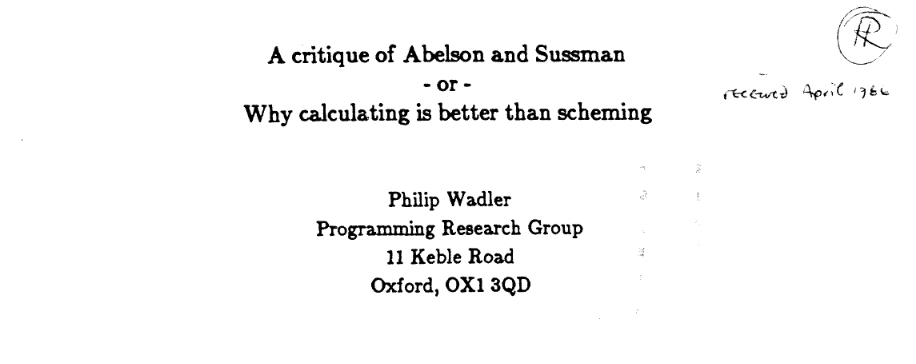 A critique of Abelson and Sussman
- or -
Why calculating is better than scheming
received April 1986
Philip Wadler
Programming Research Group
11 Keble Road
Oxford, OX1 3QD